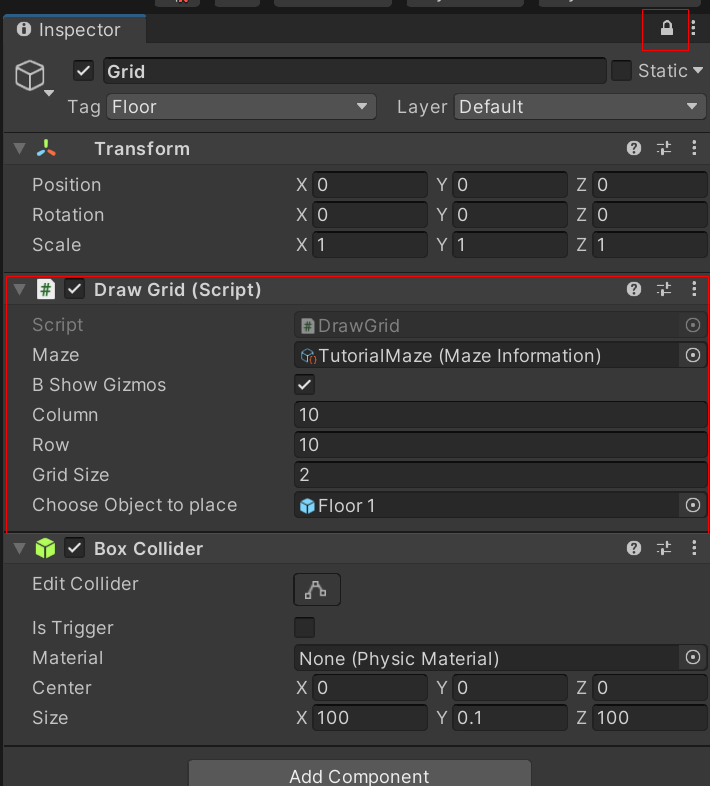 Inspector
Grid
Static
Tag Floor Layer Default
Transform
Position X 0 Y 0 Z 0
Rotation X 0 Y 0 Z 0
Scale X 1 Y 1 Z 1
# Draw Grid (Script)
Script # DrawGrid
Maze TutorialMaze (Maze Information)
B Show Gizmos
Column 10
Row 10
Grid Size 2
Choose Object to place Floor 1
Box Collider
Edit Collider
Is Trigger
Material None (Physic Material)
Center X 0 Y 0 Z 0
Size X 100 Y 0.1 Z 100
Add Component